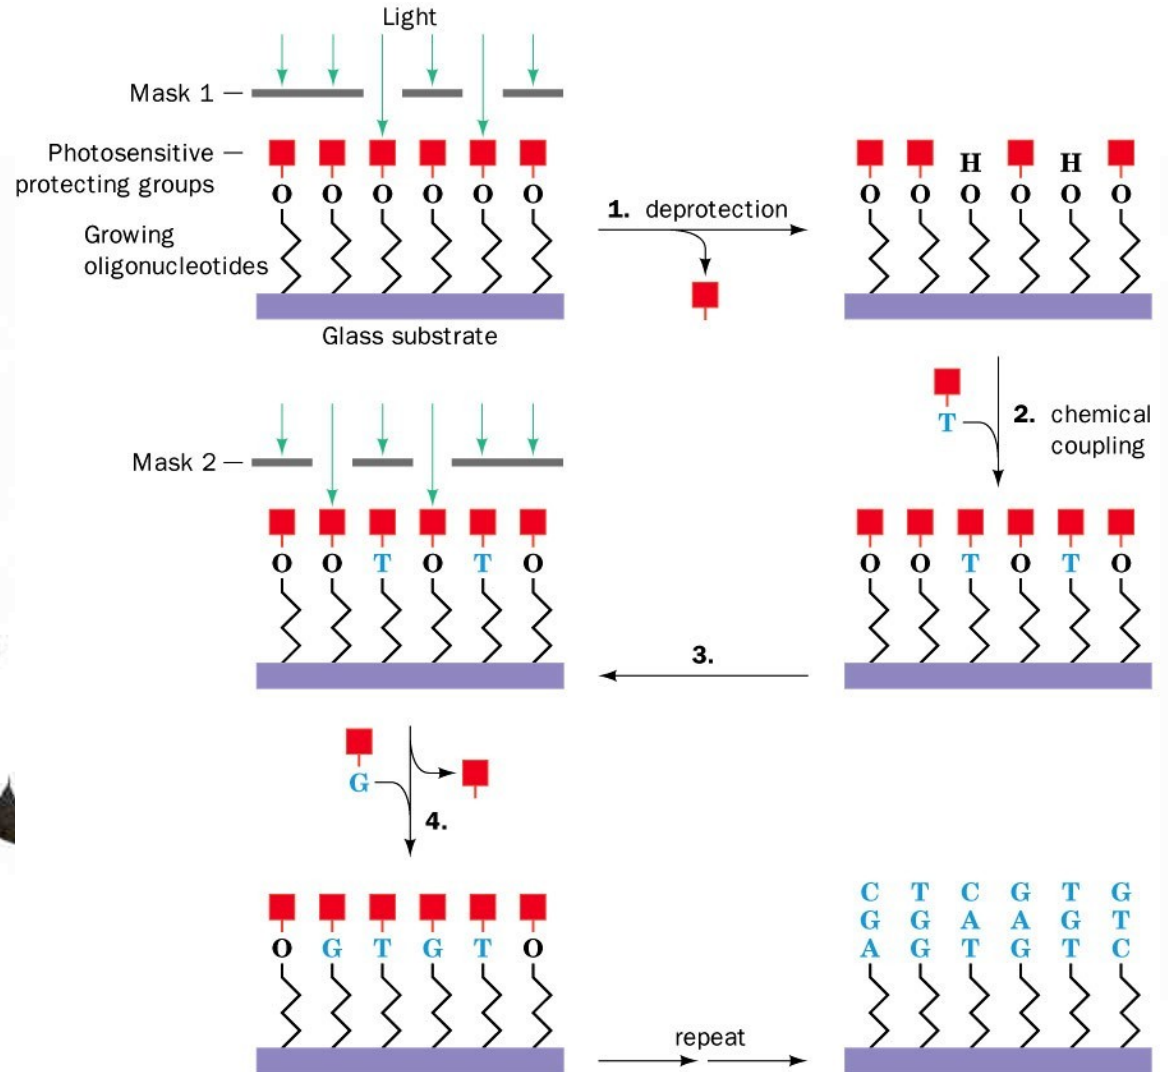 Light
Mask 1
Photosensitive
protecting groups
O O O O O O
Growing
oligonucleotides
Glass substrate
1. deprotection
H H
O O O O O O
T
2. chemical
coupling
O O T O T O
3.
Mask 2
O O T O T O
G
4.
O G T G T O
repeat
C T C G T G
G G A A G T
A G T G T C